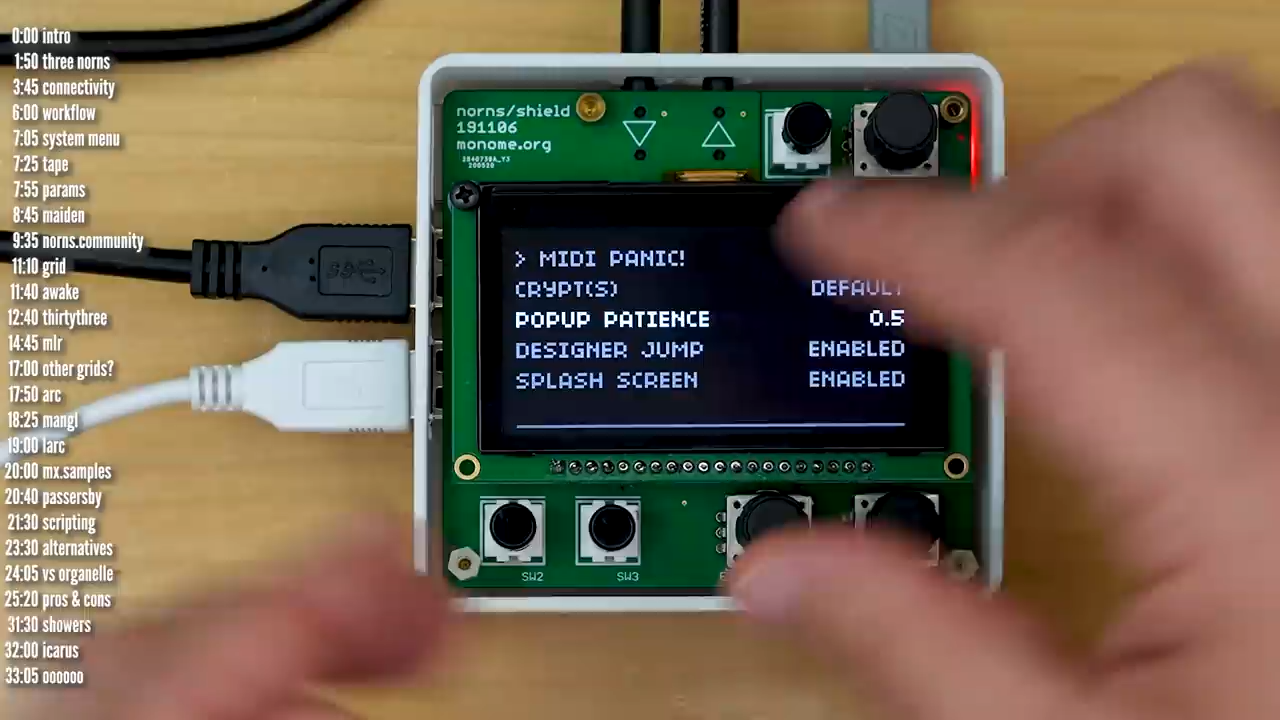 0:00 intro
1:50 three norns
3:45 connectivity
6:00 workflow
7:05 system menu
7:25 tape
7:55 params
8:45 maiden
9:35 norns.community
11:10 grid
11:40 awake
12:40 thirtythree
14:45 mlr
17:00 other grids?
17:50 arc
18:25 mangl
19:00 larc
20:00 mx.samples
20:40 passersby
21:30 scripting
23:30 alternatives
24:05 vs organelle
25:20 pros & cons
31:30 showers
32:00 icarus
33:05 oooooo
norns/shield
191106
monome.org
200520
> MIDI PANIC!
CRYPT(S) DEFAULT
POPUP PATIENCE 0.5
DESIGNER JUMP ENABLED
SPLASH SCREEN ENABLED
SW2 SW3